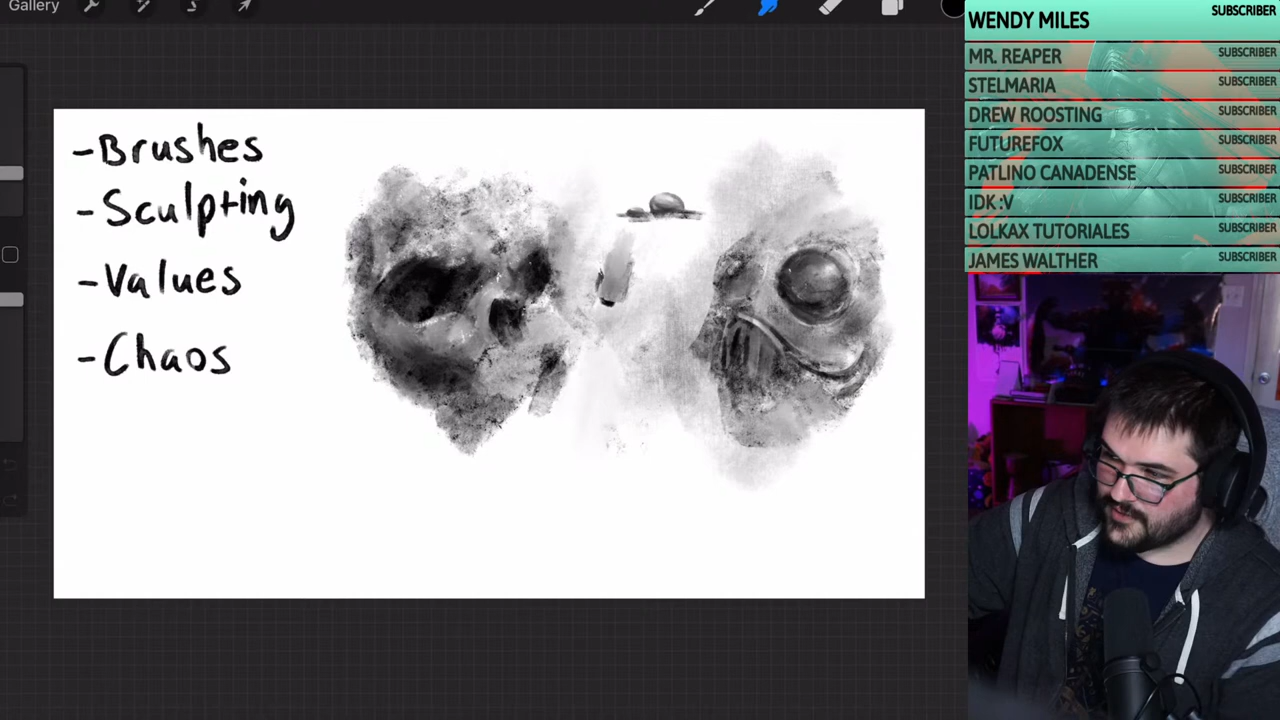 Gallery
-Brushes
-Sculpting
-Values
-Chaos
WENDY MILES SUBSCRIBER
MR. REAPER SUBSCRIBER
STELMARIA SUBSCRIBER
DREW ROOSTING SUBSCRIBER
FUTUREFOX SUBSCRIBER
PATLINO CANADENSE SUBSCRIBER
IDK :V SUBSCRIBER
LOLKAX TUTORIALES SUBSCRIBER
JAMES WALTHER SUBSCRIBER